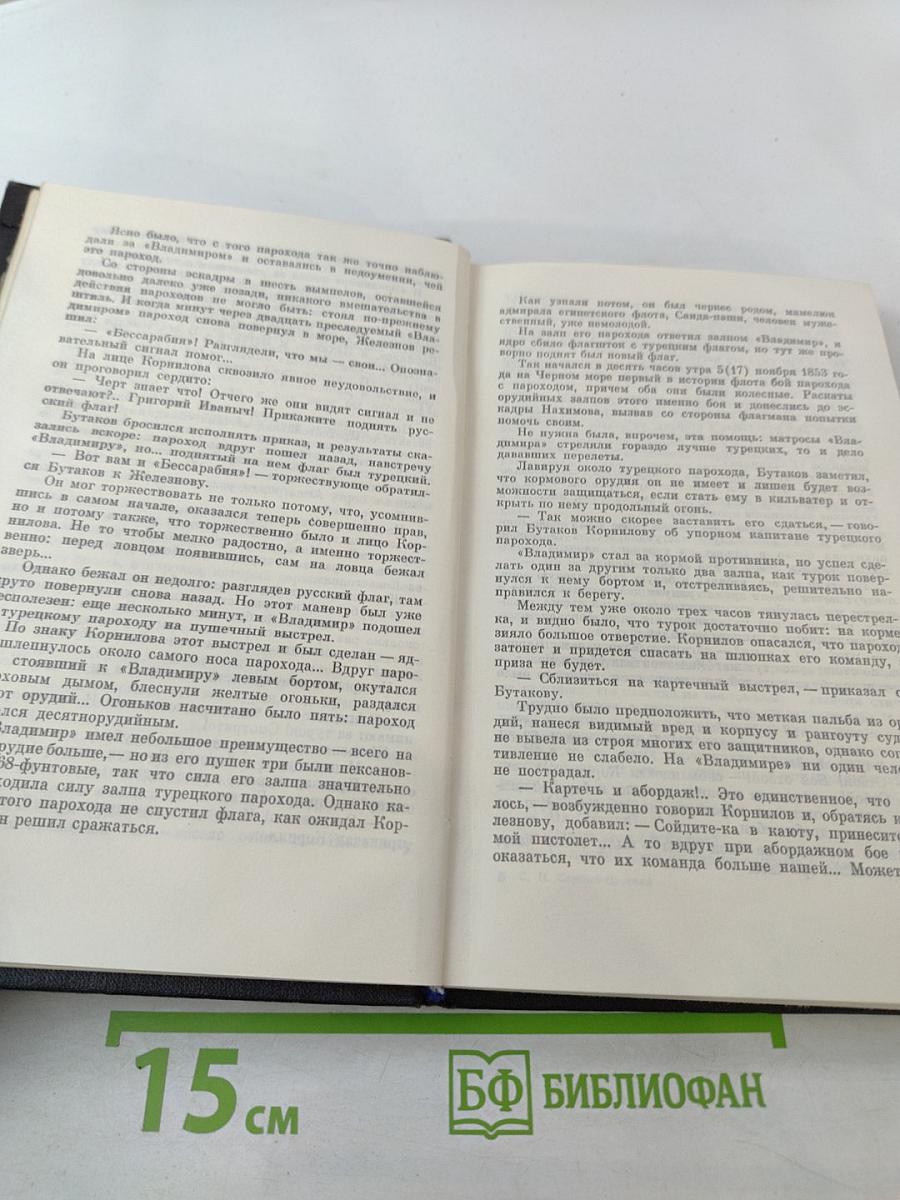 Ясно было, что с того парохода так же точно наблю-
дали за «Владимиром» и оставались в недоумении, чей
это пароход.
Со стороны эскадры в шесть вымпелов, оставшейся
довольно далеко уже позади, никакого вмешательства в
действия пароходов не могло и быть: стоял по-прежнему
штиль. И когда минут через двадцать преследуемый «Вла-
димиром» пароход снова повернул в море, Железнов ре-
шил:
— «Бессарабия»! Разглядели, что мы — свои... Опозна-
вательный сигнал помог...
На лице Корнилова сквозило явное неудовольствие, и
он проговорил сердито:
— Черт знает что! Отчего же они видят сигнал и не
отвечают?.. Григорий Иваныч! Прикажите поднять рус-
ский флаг!
Бутаков бросился исполнять приказ, и результаты ска-
зались вскоре: пароход вдруг пошел назад, навстречу
«Владимиру», но... поднятый на нем флаг был турецкий.
— Вот вам и «Бессарабия»! — торжествующе обратил-
ся Бутаков к Железнову.
Он мог торжествовать не только потому, что, усомнив-
шись в самом начале, оказался теперь совершенно прав,
но и потому также, что торжественно было и лицо Кор-
нилова. Не то чтобы мелко радостно, а именно торжест-
венно: перед ловцом появившись, сам на ловца бежал
зверь...
Однако бежал он недолго: разглядев русский флаг, там
круто повернули снова назад. Но этот маневр был уже
бесполезен: еще несколько минут, и «Владимир» подошел
турецкому пароходу на пушечный выстрел.
По знаку Корнилова этот выстрел и был сделан — яд-
шлепнулось около самого носа парохода... Вдруг паро-
стоявший к «Владимиру» левым бортом, окутался
ховым дымом, блеснули желтые огоньки, раздался
от орудий... Огоньков насчитано было пять: пароход
лся десятиорудийным.
Владимир» имел небольшое преимущество — всего на
рудие больше,— но из его пушек три были пексанов-
68-фунтовые, так что сила его залпа значительно
ходила силу залпа турецкого парохода. Однако ка-
того парохода не спустил флага, как ожидал Кор-
н решил сражаться.
Как узнали потом, он был черкес родом, мамелюк
адмирала египетского флота, Саида-паши, человек муже-
ственный, уже немолодой.
На залп его парохода ответил залпом «Владимир», и
ядро сбило флагшток с турецким флагом, но тут же про-
ворно поднят был новый флаг.
Так начался в десять часов утра 5(17) ноября 1853 го-
да на Черном море первый в истории флота бой парохода
с пароходом, причем оба они были колесные. Раскаты
орудийных залпов этого именно боя и донеслись до эс-
кадры Нахимова, вызвав со стороны флагмана попытки
помочь своим.
Не нужна была, впрочем, эта помощь: матросы «Вла-
димира» стреляли гораздо лучше турецких, то и дело
дававших перелеты.
Лавируя около турецкого парохода, Бутаков заметил,
что кормового орудия он не имеет и лишен будет воз-
можности защищаться, если стать ему в кильватер и от-
крыть по нему продольный огонь.
— Так можно скорее заставить его сдаться, — гово-
рил Бутаков Корнилову об упорном капитане турецкого
парохода.
«Владимир» стал за кормой противника, но успел сде-
лать один за другим только два залпа, как турок повер-
нулся к нему бортом и, отстреливаясь, решительно на-
правился к берегу.
Между тем уже около трех часов тянулась перестрел-
ка, и видно было, что турок достаточно побит: на корме
зияло большое отверстие. Корнилов опасался, что пароход
затонет и придется спасать на шлюпках его команду,
приза не будет.
— Сблизиться на картечный выстрел, — приказал о
Бутакову.
Трудно было предположить, что меткая пальба из ор
дий, нанеся видимый вред и корпусу и рангоуту суд
не вывела из строя многих его защитников, однако соп
тивление не слабело. На «Владимире» ни один чело
не пострадал.
— Картечь и абордаж!.. Это единственное, что
лось, — возбужденно говорил Корнилов и, обратясь к
лезнову, добавил: — Сойдите-ка в каюту, принесите
мой пистолет... А то вдруг при абордажном бое
оказаться, что их команда больше нашей... Может
15 см
БФ БИБЛИОФАН